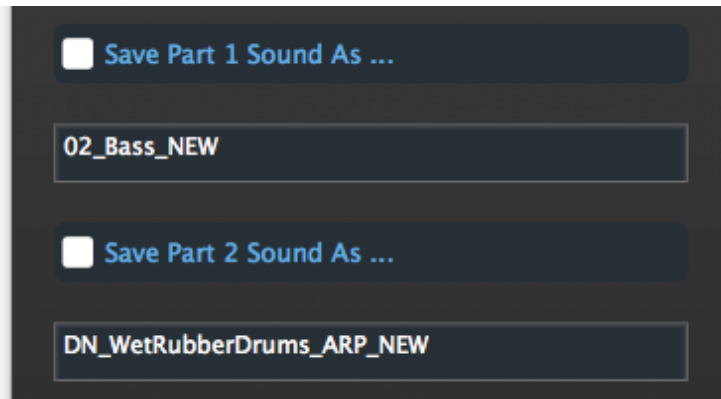 Save Part 1 Sound As ...
02_Bass_NEW
Save Part 2 Sound As ...
DN_WetRubberDrums_ARP_NEW